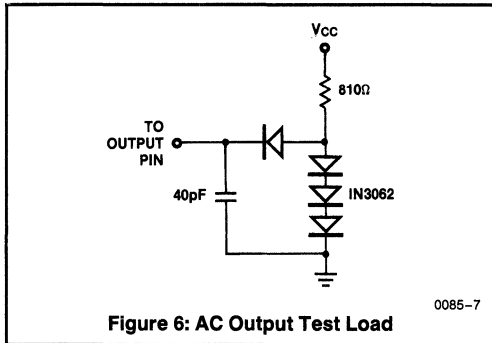 VCC
810Ω
TO
OUTPUT
PIN
40pF
IN3062
0085–7
Figure 6: AC Output Test Load